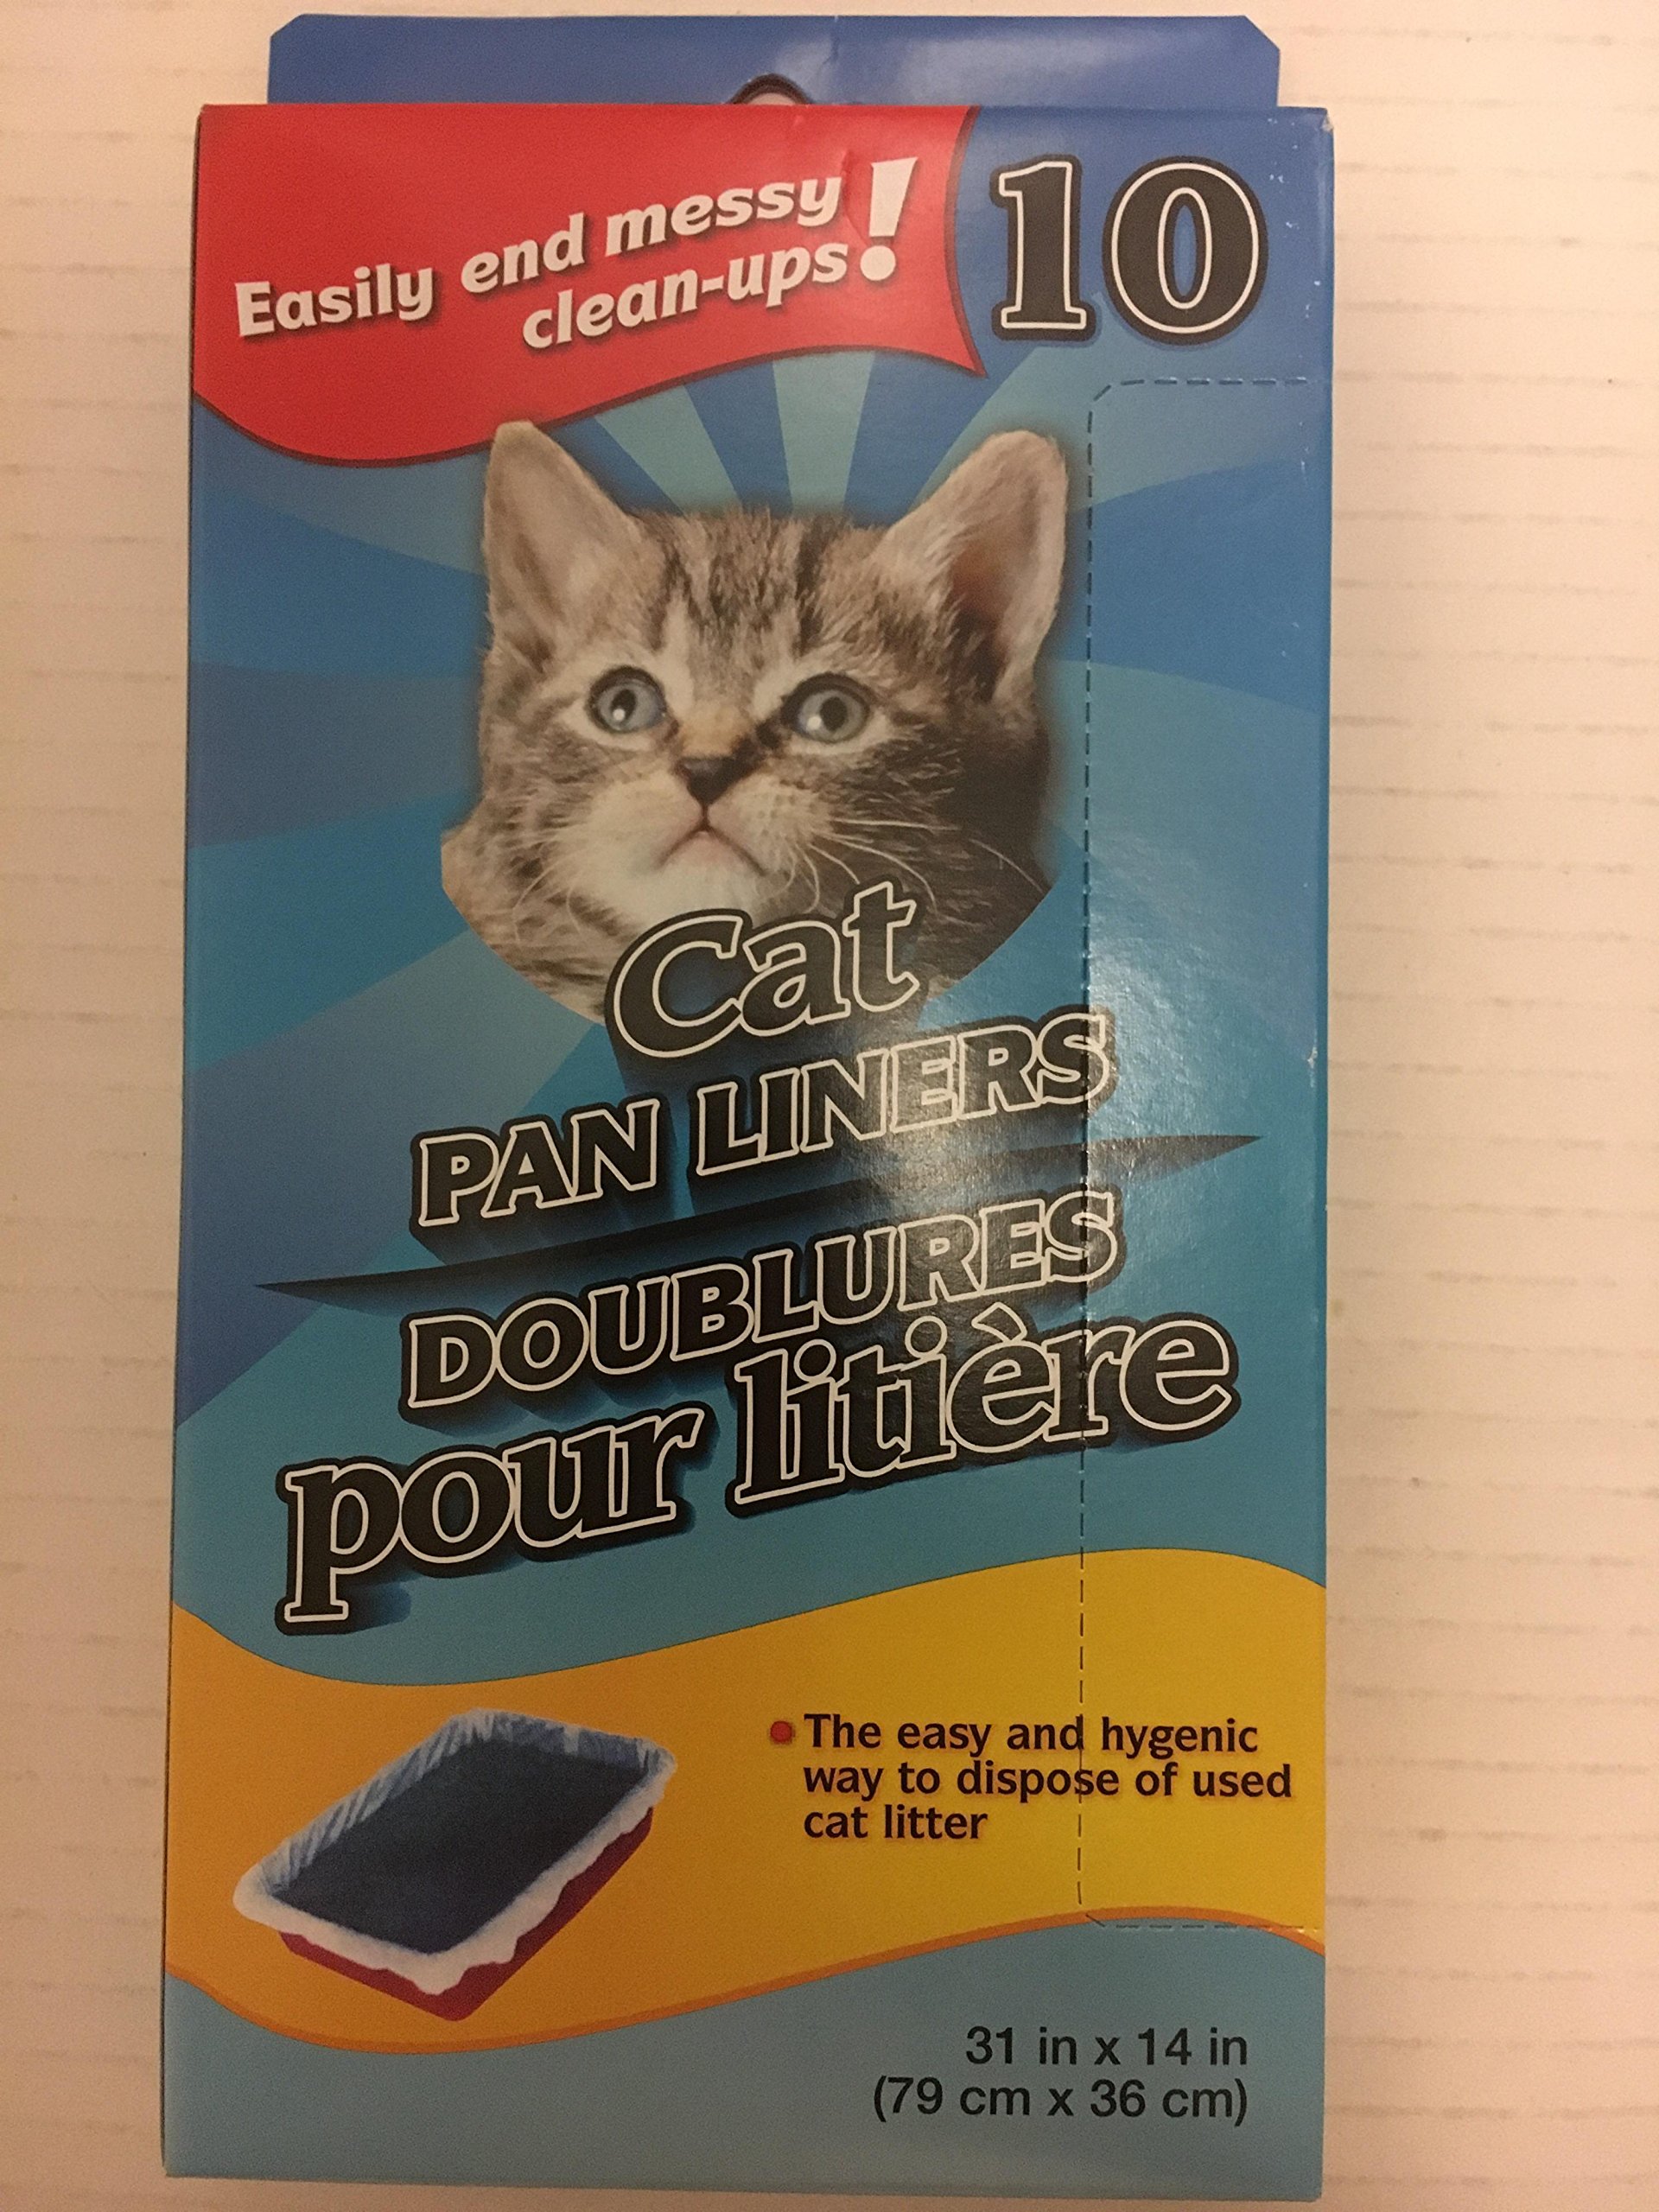 Easily end messy
clean-ups!
10
Cat
PAN LINERS
DOUBLURES
pour litière
• The easy and hygenic
way to dispose of used
cat litter
31 in x 14 in
(79 cm x 36 cm)